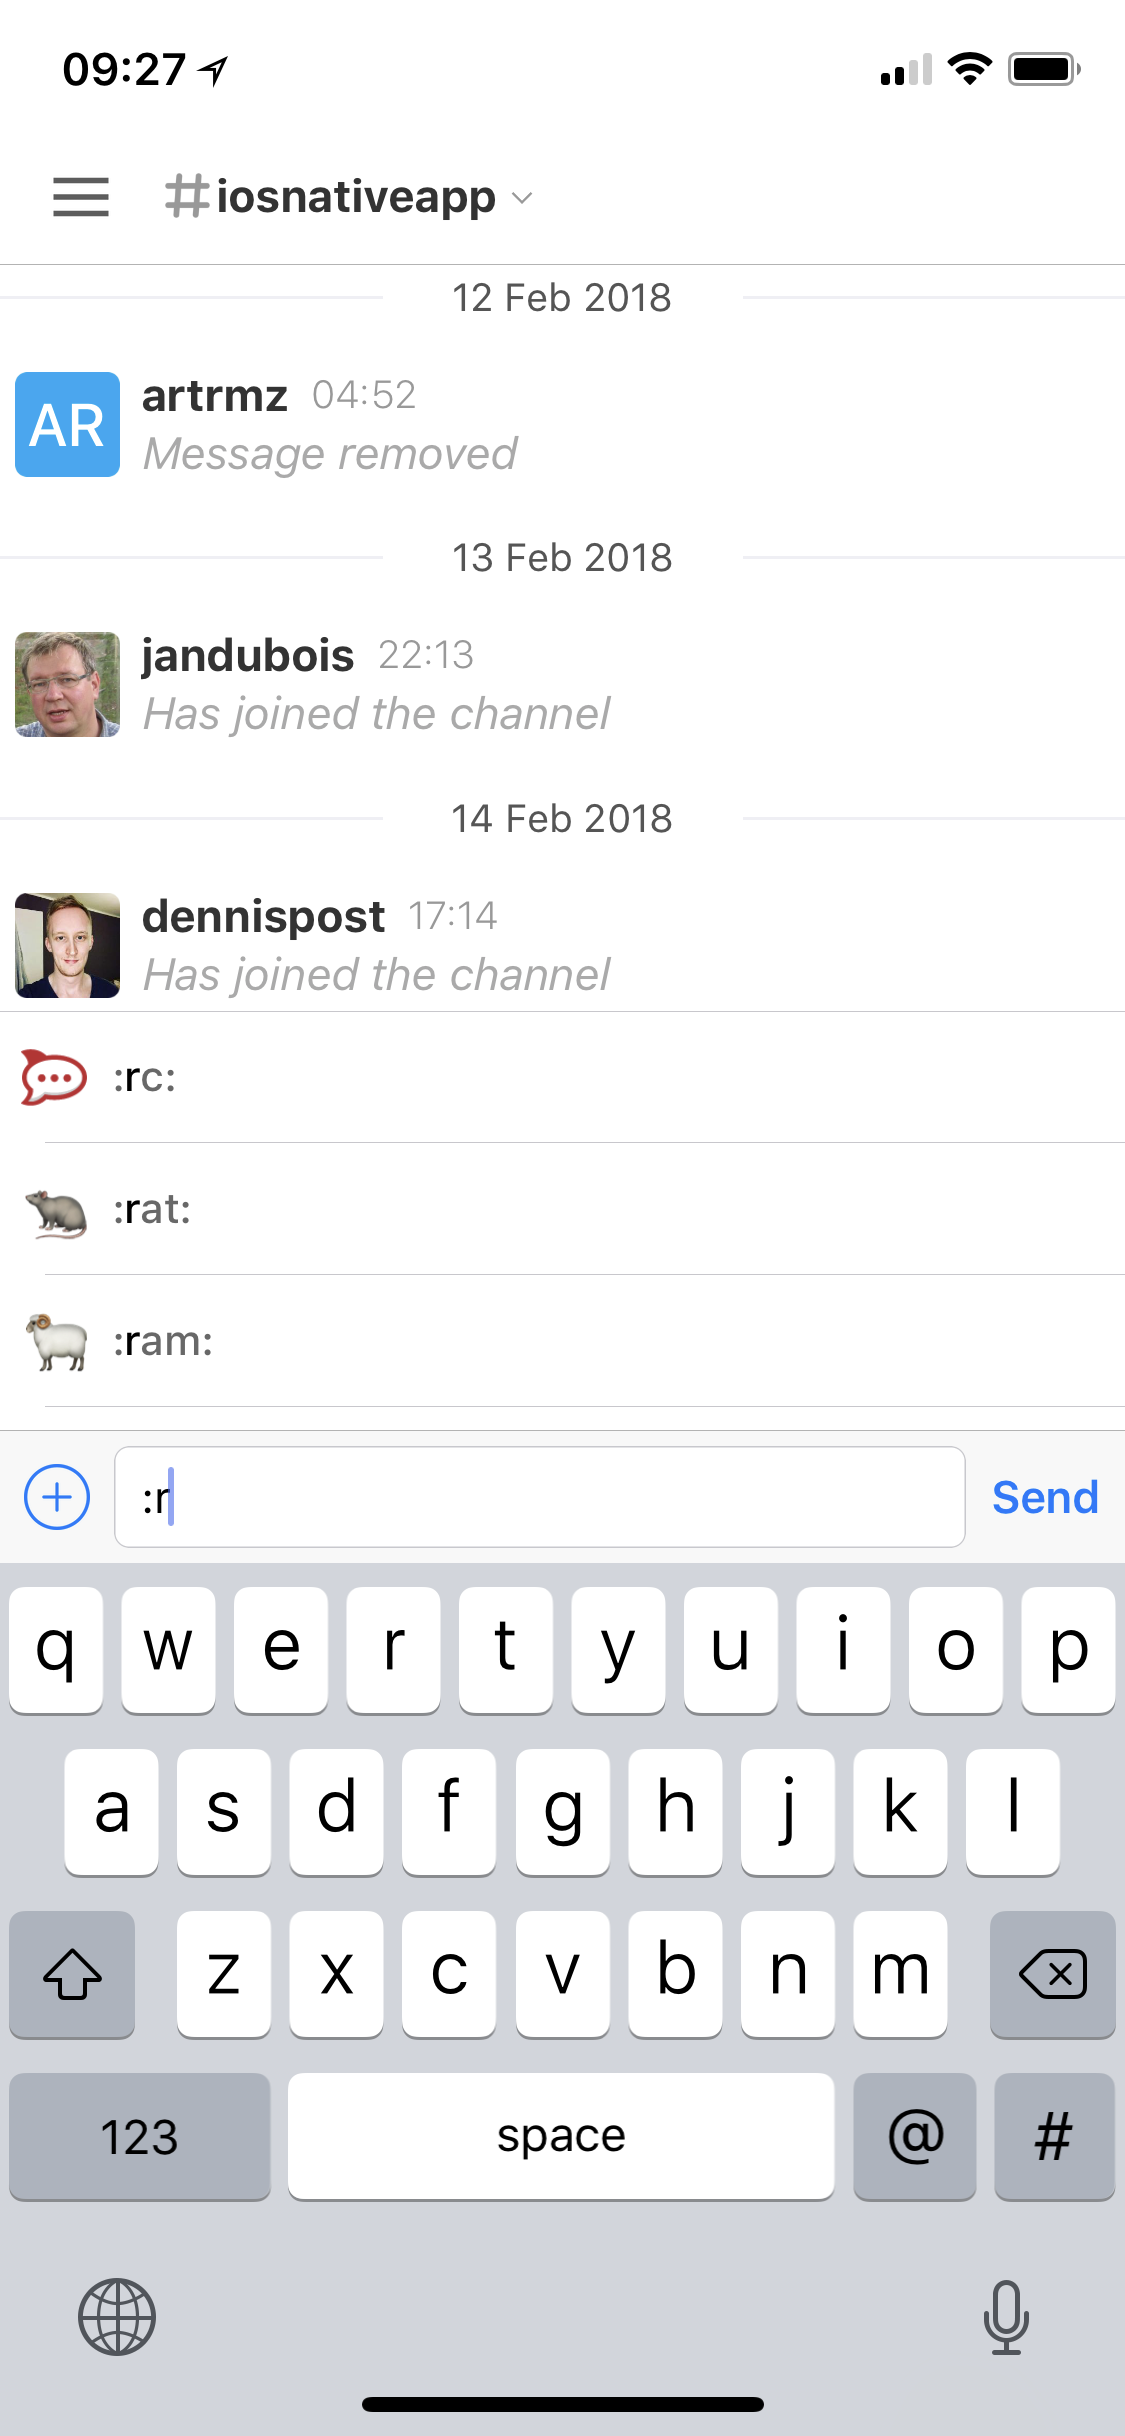 09:27
#iosnativeapp
12 Feb 2018
AR
artrmz 04:52
Message removed
13 Feb 2018
jandubois 22:13
Has joined the channel
14 Feb 2018
dennispost 17:14
Has joined the channel
:rc:
:rat:
:ram:
:r
Send
q w e r t y u i o p
a s d f g h j k l
z x c v b n m
123 space @ #